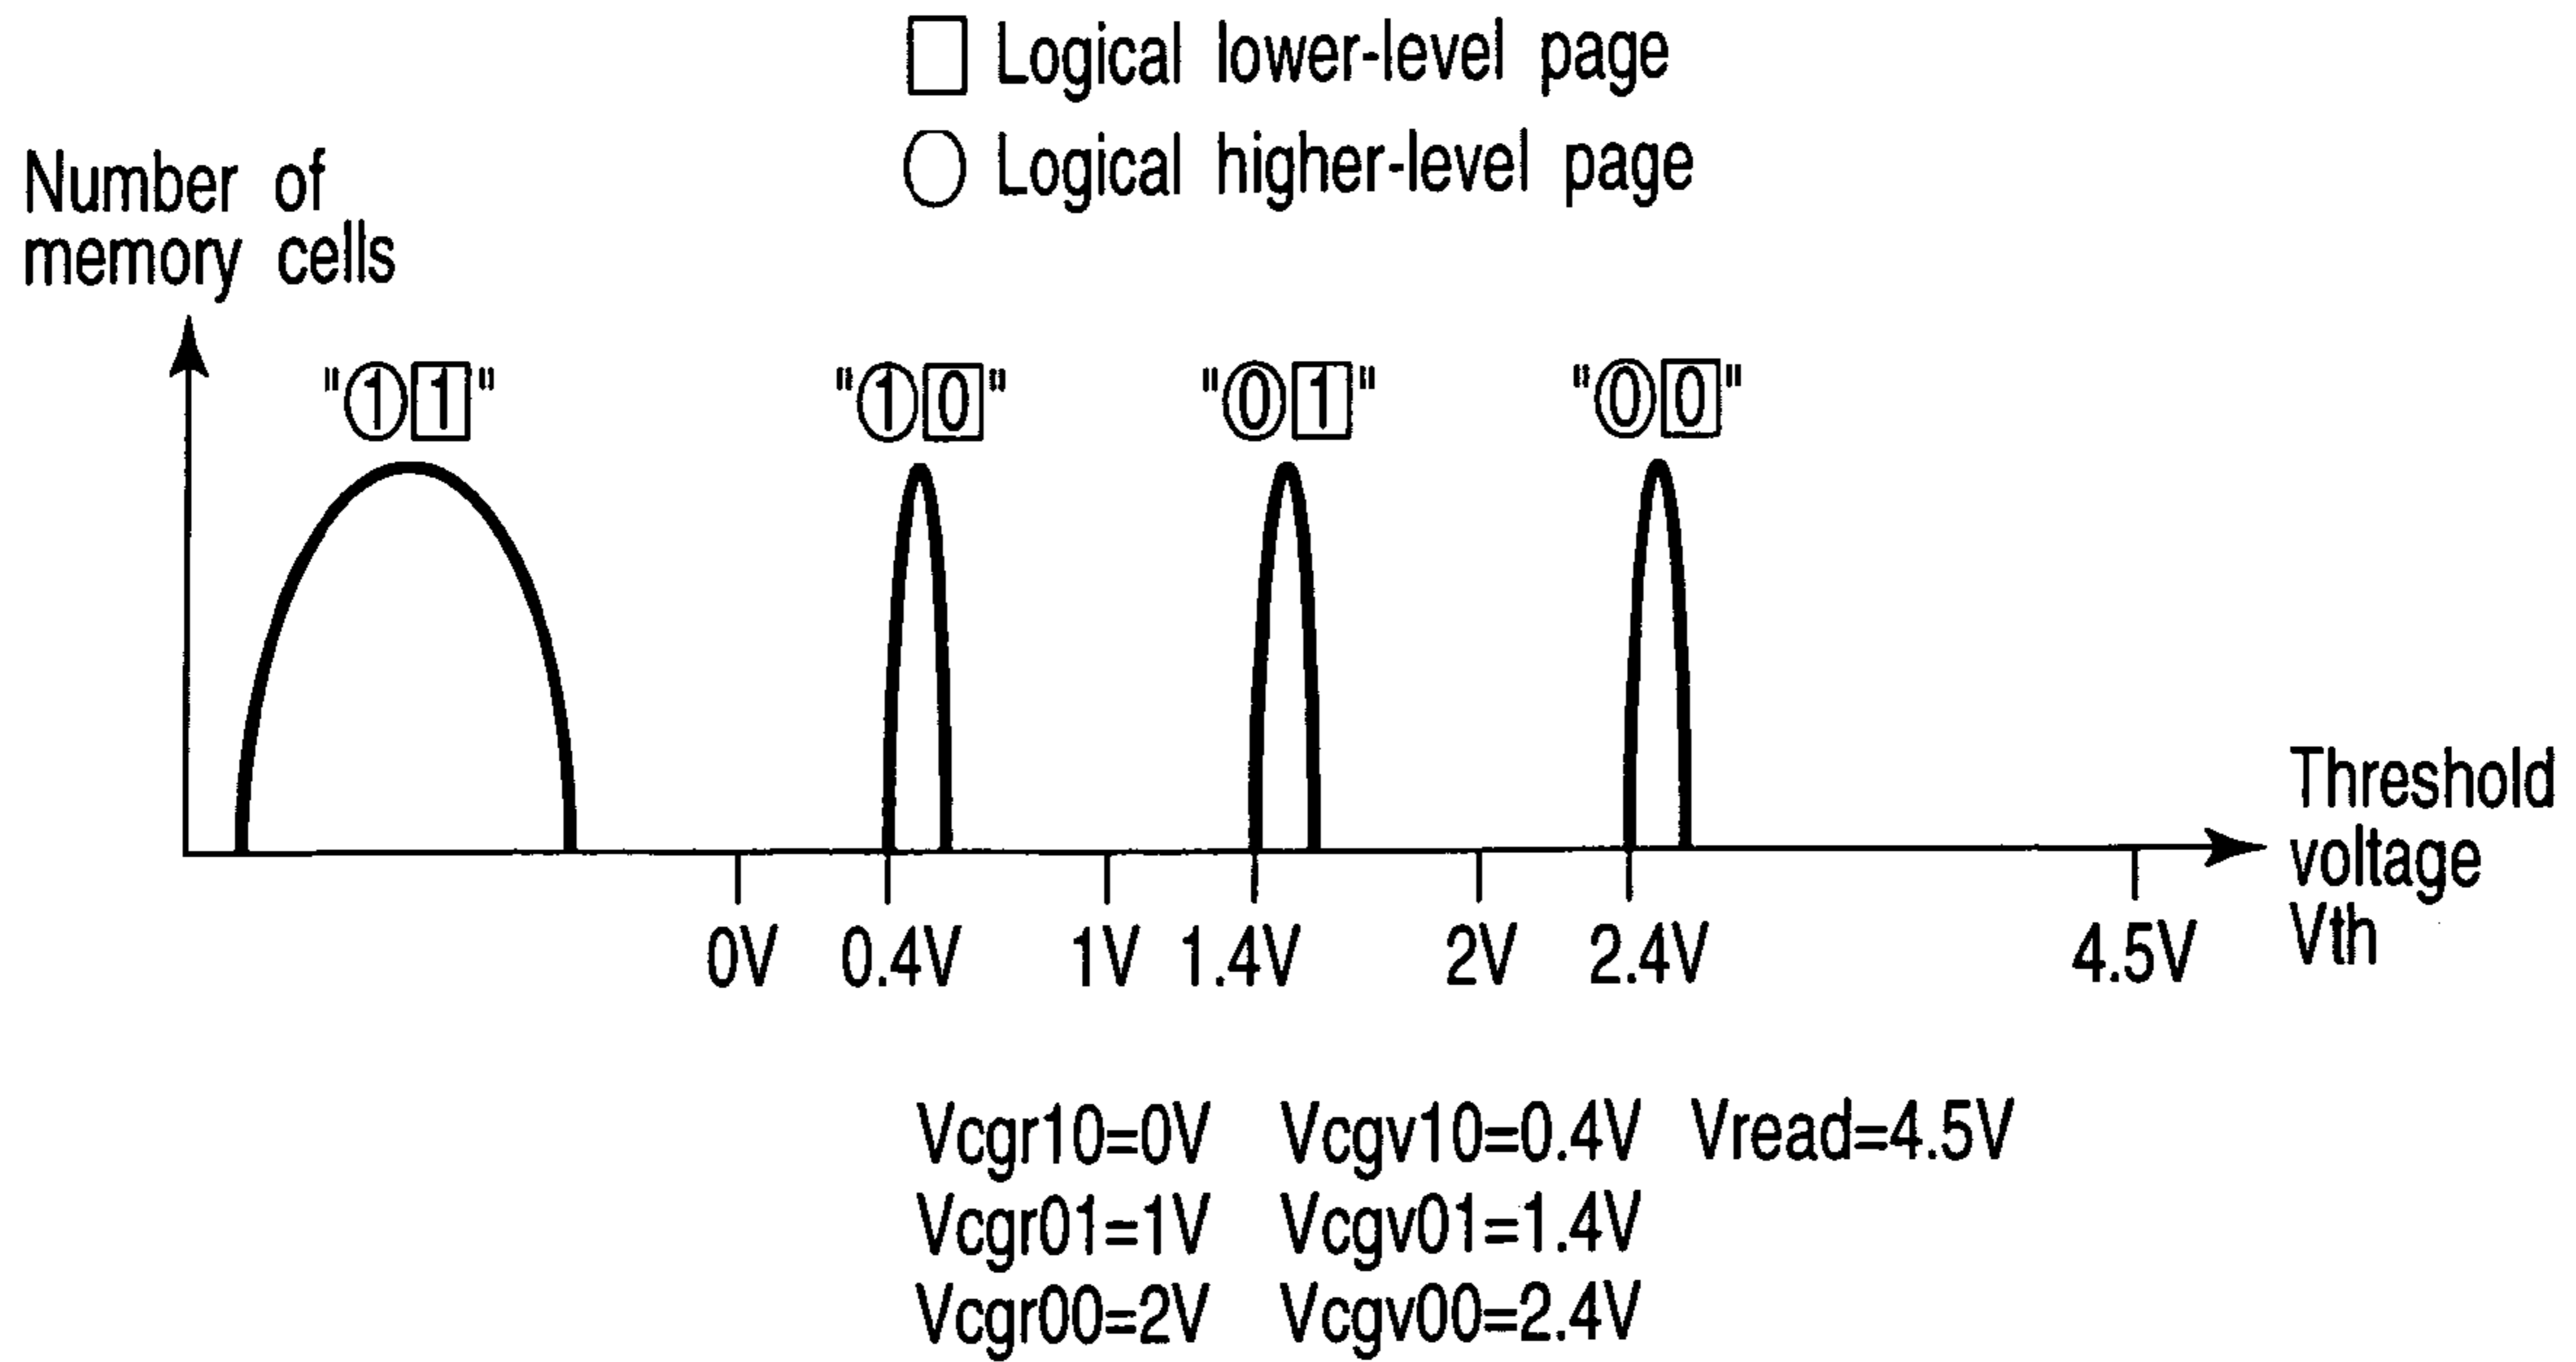 Logical lower-level page
Logical higher-level page
Number of
memory cells
"11" "10" "01" "00"
Threshold
voltage
Vth
0V 0.4V 1V 1.4V 2V 2.4V 4.5V
Vcgr10=0V Vcgv10=0.4V Vread=4.5V
Vcgr01=1V Vcgv01=1.4V
Vcgr00=2V Vcgv00=2.4V